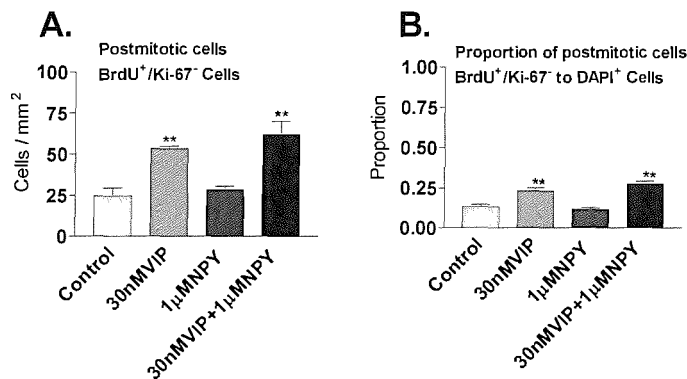 A.
Postmitotic cells
BrdU⁺/Ki-67⁻ Cells
Cells / mm²
100
75
50
25
0
**
**
Control
30nMVIP
1µMNPY
30nMVIP+1µMNPY
B.
Proportion of postmitotic cells
BrdU⁺/Ki-67⁻ to DAPI⁺ Cells
Proportion
1.00
0.75
0.50
0.25
0.00
**
**
Control
30nMVIP
1µMNPY
30nMVIP+1µMNPY